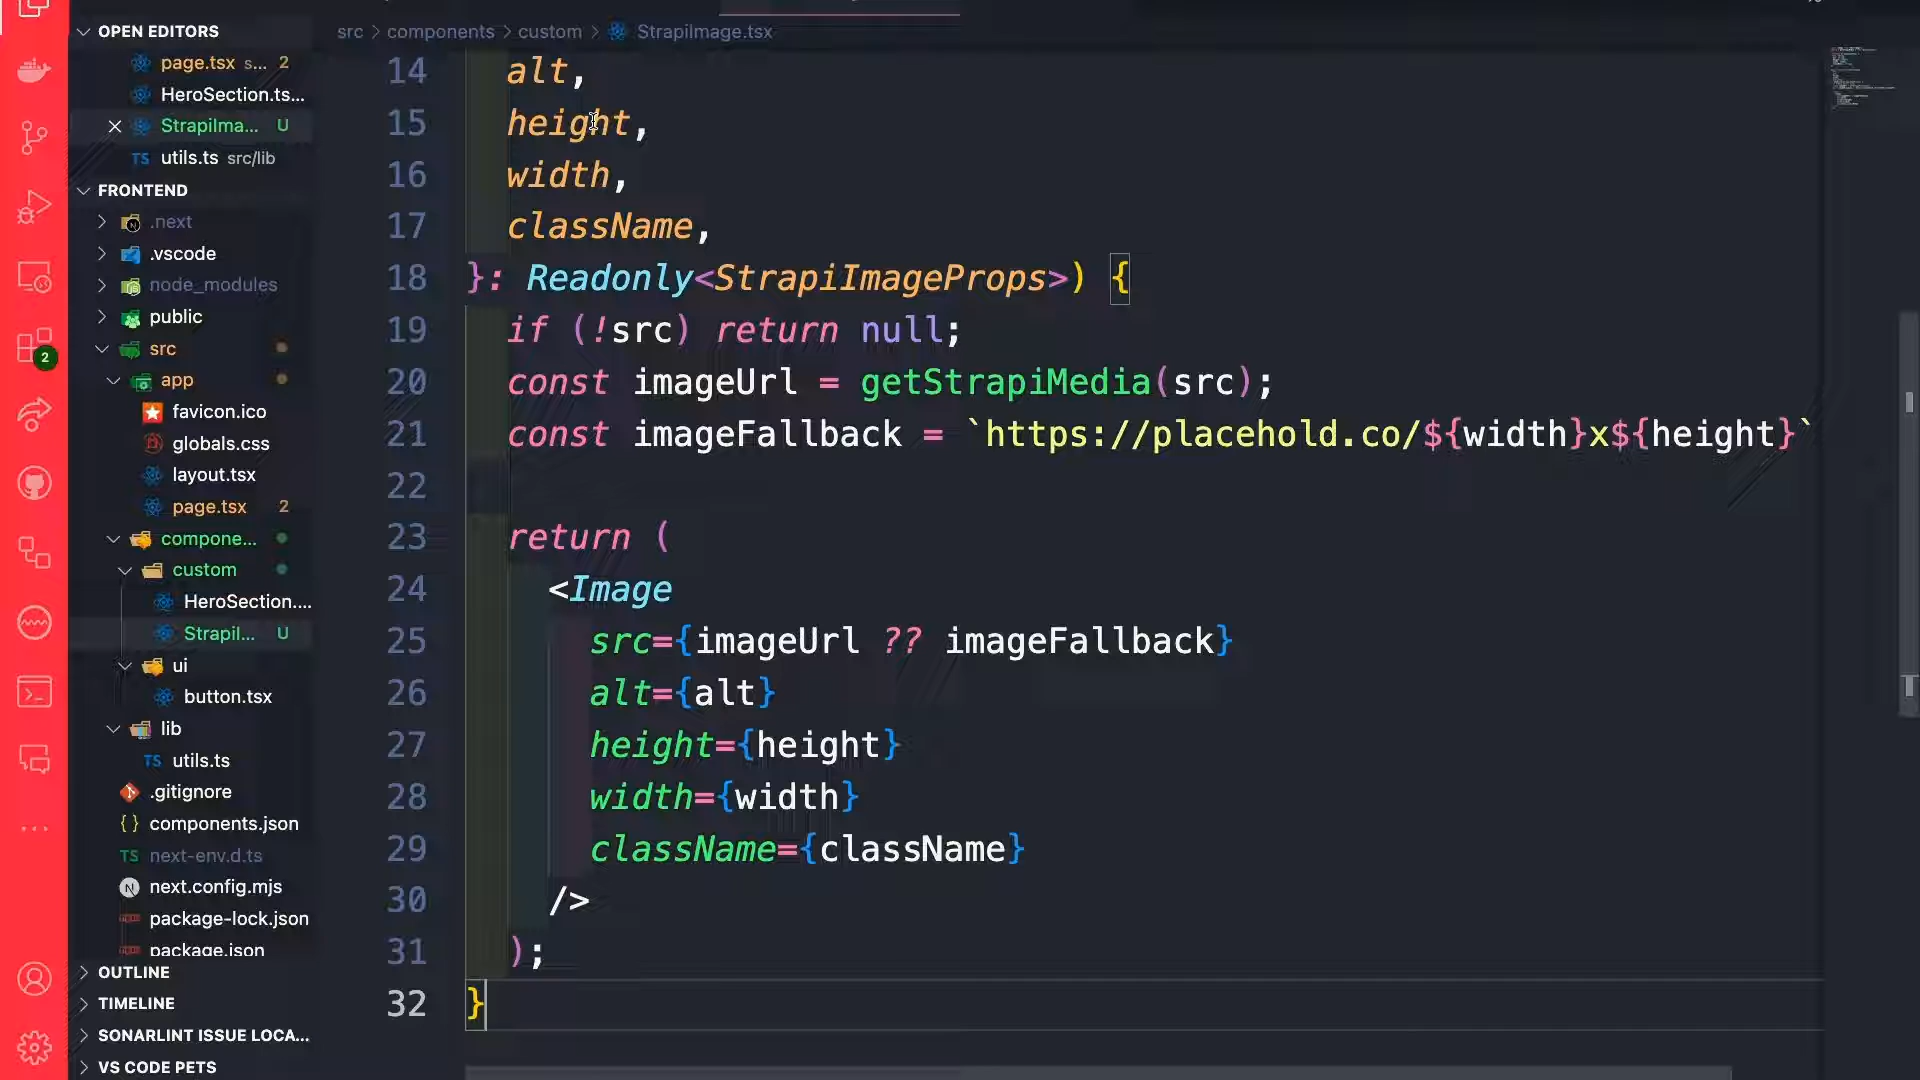 OPEN EDITORS
page.tsx s... 2
HeroSection.ts...
StrapiIma... U
TS utils.ts src/lib
FRONTEND
.next
.vscode
node_modules
public
src
app
favicon.ico
globals.css
layout.tsx
page.tsx 2
compone...
custom
HeroSection....
StrapiI... U
ui
button.tsx
lib
TS utils.ts
.gitignore
{ } components.json
TS next-env.d.ts
N next.config.mjs
package-lock.json
package.json
OUTLINE
TIMELINE
SONARLINT ISSUE LOCA...
VS CODE PETS
2
src > components > custom > StrapiImage.tsx
14 alt,
15 height,
16 width,
17 className,
18 }: Readonly<StrapiImageProps>) {
19 if (!src) return null;
20 const imageUrl = getStrapiMedia(src);
21 const imageFallback = `https://placehold.co/${width}x${height}`
22
23 return (
24 <Image
25 src={imageUrl ?? imageFallback}
26 alt={alt}
27 height={height}
28 width={width}
29 className={className}
30 />
31 );
32 }